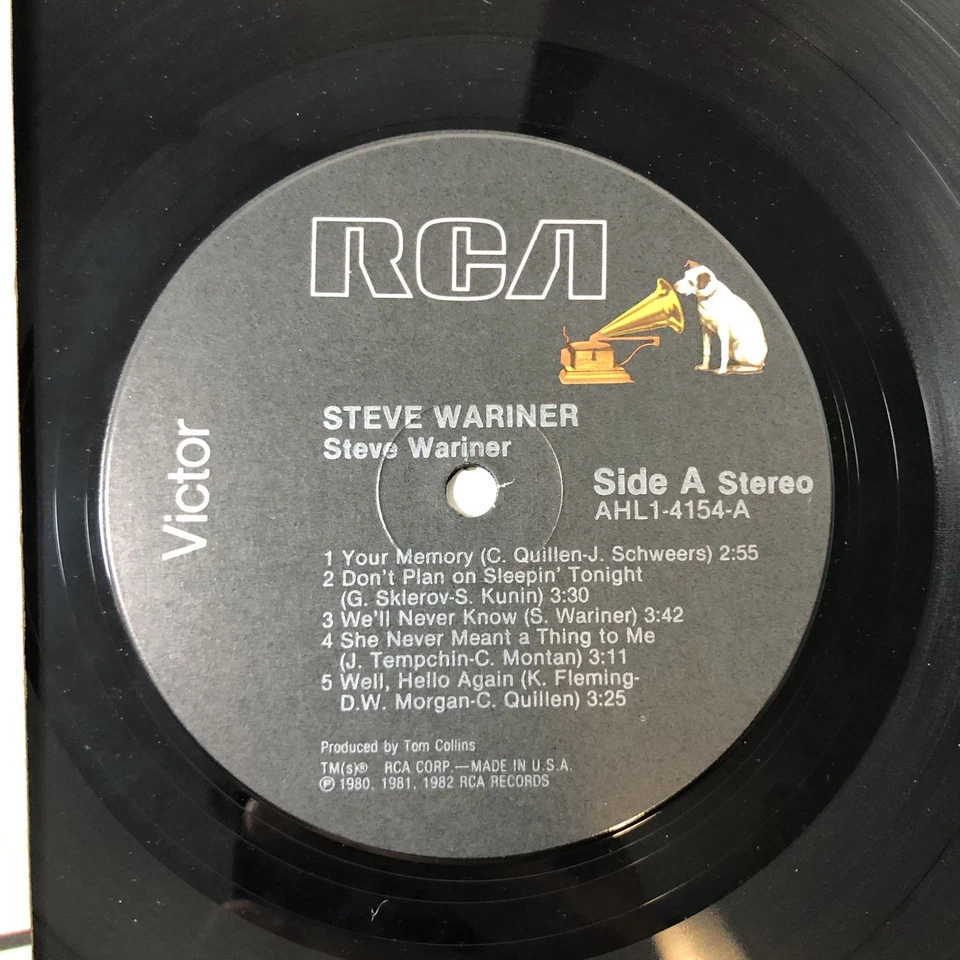 RCA
Victor
STEVE WARINER
Steve Wariner
Side A Stereo
AHL1-4154-A
1 Your Memory (C. Quillen-J. Schweers) 2:55
2 Don't Plan on Sleepin' Tonight
(G. Sklerov-S. Kunin) 3:30
3 We'll Never Know (S. Wariner) 3:42
4 She Never Meant a Thing to Me
(J. Tempchin-C. Montan) 3:11
5 Well, Hello Again (K. Fleming-
D.W. Morgan-C. Quillen) 3:25
Produced by Tom Collins
TM(s)® RCA CORP.—MADE IN U.S.A.
℗ 1980, 1981, 1982 RCA RECORDS